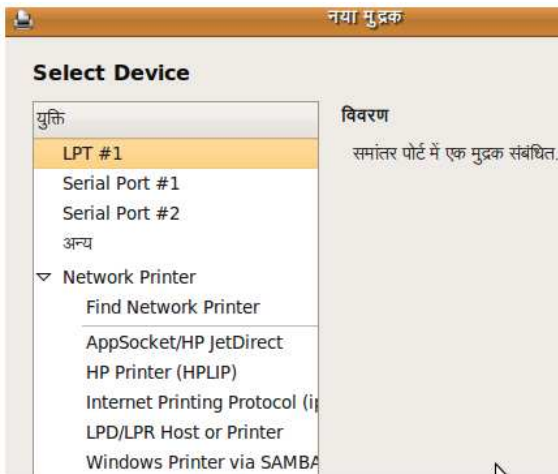 नया मुद्रक
Select Device
युक्ति
LPT #1
Serial Port #1
Serial Port #2
अन्य
Network Printer
Find Network Printer
AppSocket/HP JetDirect
HP Printer (HPLIP)
Internet Printing Protocol (i
LPD/LPR Host or Printer
Windows Printer via SAMBA
विवरण
समांतर पोर्ट में एक मुद्रक संबंधित.